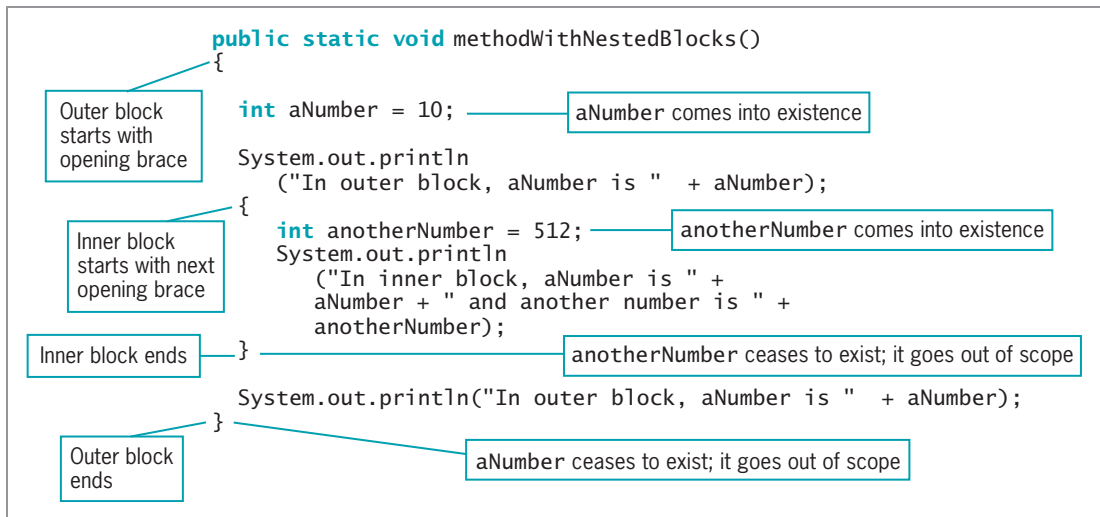 public static void methodWithNestedBlocks()
{
Outer block
starts with
opening brace
int aNumber = 10;
aNumber comes into existence
System.out.println
("In outer block, aNumber is "  + aNumber);
{
Inner block
starts with next
opening brace
int anotherNumber = 512;
anotherNumber comes into existence
System.out.println
("In inner block, aNumber is " +
aNumber + " and another number is " +
anotherNumber);
Inner block ends
}
anotherNumber ceases to exist; it goes out of scope
System.out.println("In outer block, aNumber is "  + aNumber);
}
Outer block
ends
aNumber ceases to exist; it goes out of scope